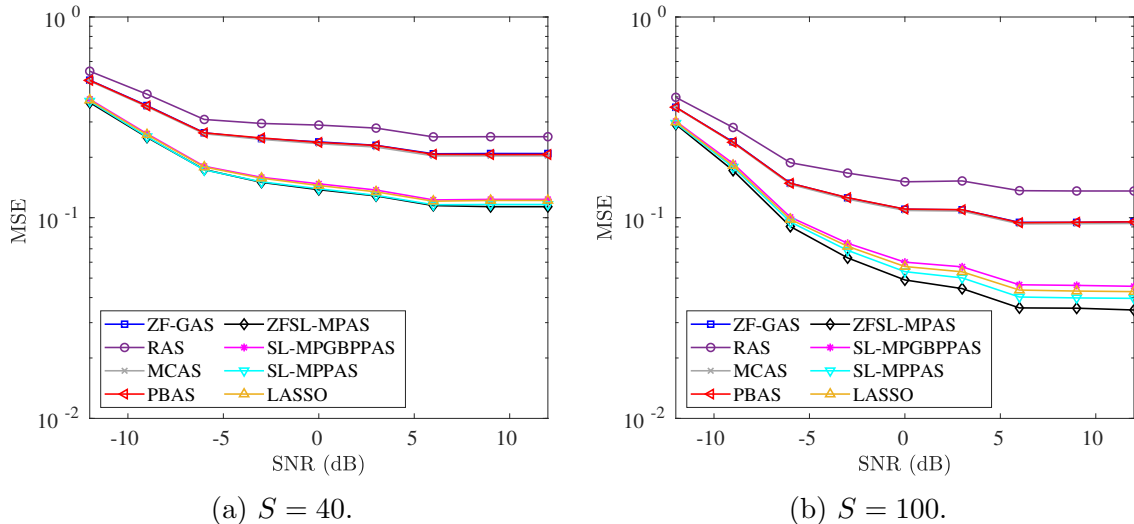 10^0
10^-1
10^-2
MSE
-10 -5 0 5 10
SNR (dB)
ZF-GAS
RAS
MCAS
PBAS
ZFSL-MPAS
SL-MPGBPPAS
SL-MPPAS
LASSO
(a) S = 40.
10^0
10^-1
10^-2
MSE
-10 -5 0 5 10
SNR (dB)
ZF-GAS
RAS
MCAS
PBAS
ZFSL-MPAS
SL-MPGBPPAS
SL-MPPAS
LASSO
(b) S = 100.